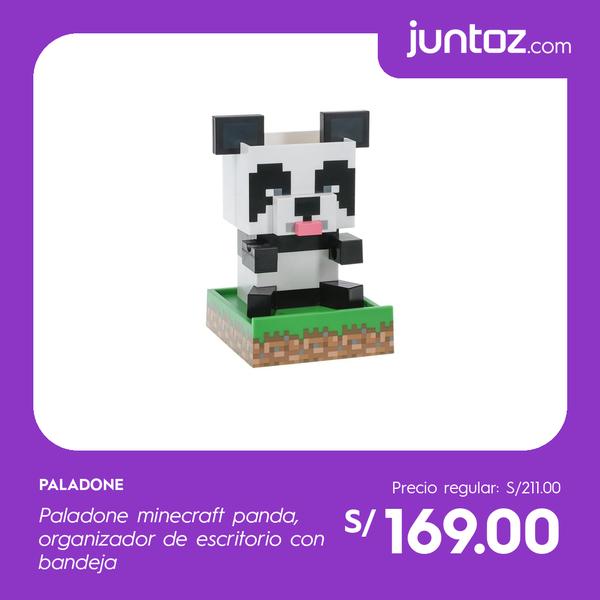 juntoz.com
PALADONE
Paladone minecraft panda,
organizador de escritorio con
bandeja
Precio regular: S/211.00
S/169.00